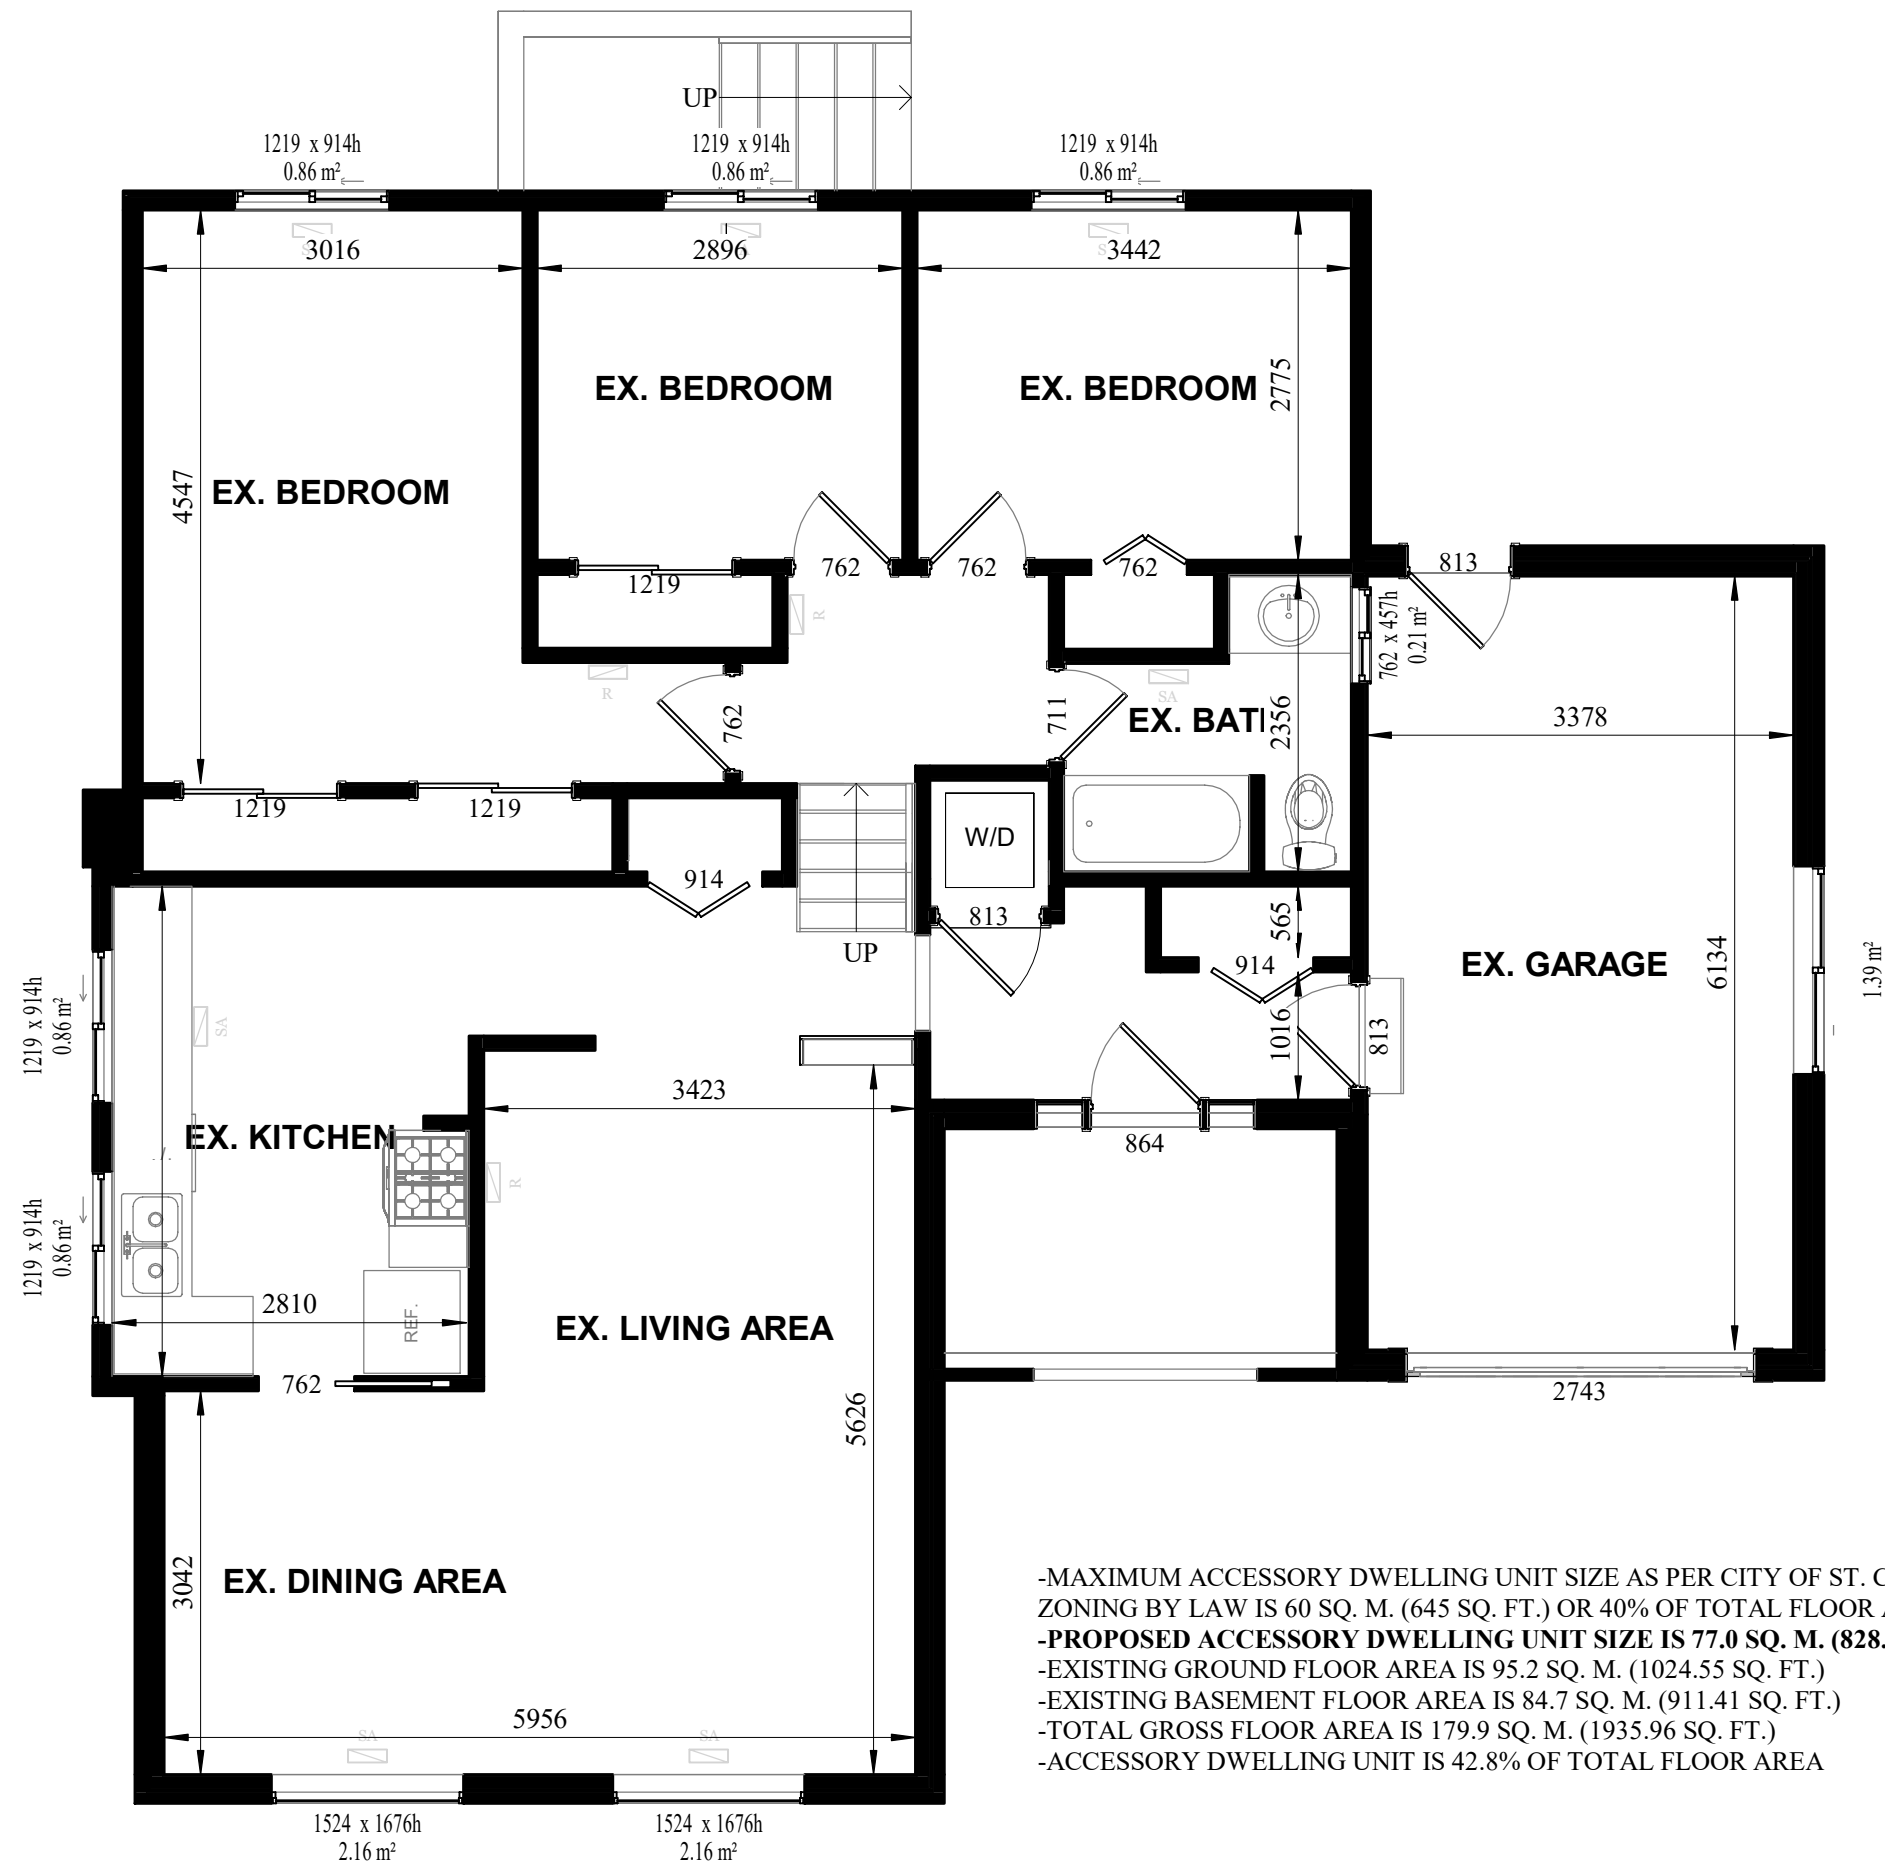 UP
1219 x 914h
0.86 m²
1219 x 914h
0.86 m²
1219 x 914h
0.86 m²
3016
2896
3442
EX. BEDROOM
EX. BEDROOM
2775
EX. BEDROOM
4547
762
762
762
813
1219
R
762 x 457h
0.21 m²
R
SA
762
711
EX. BAT
2356
3378
1219
1219
W/D
914
813
565
UP
914
EX. GARAGE
6134
1.39 m²
1219 x 914h
0.86 m²
SA
1016
813
3423
EX. KITCHEN
864
R
1219 x 914h
0.86 m²
2810
REF.
EX. LIVING AREA
762
2743
5626
3042
EX. DINING AREA
-MAXIMUM ACCESSORY DWELLING UNIT SIZE AS PER CITY OF ST. C
ZONING BY LAW IS 60 SQ. M. (645 SQ. FT.) OR 40% OF TOTAL FLOOR
-PROPOSED ACCESSORY DWELLING UNIT SIZE IS 77.0 SQ. M. (828.
-EXISTING GROUND FLOOR AREA IS 95.2 SQ. M. (1024.55 SQ. FT.)
-EXISTING BASEMENT FLOOR AREA IS 84.7 SQ. M. (911.41 SQ. FT.)
-TOTAL GROSS FLOOR AREA IS 179.9 SQ. M. (1935.96 SQ. FT.)
-ACCESSORY DWELLING UNIT IS 42.8% OF TOTAL FLOOR AREA
5956
SA
SA
1524 x 1676h
2.16 m²
1524 x 1676h
2.16 m²